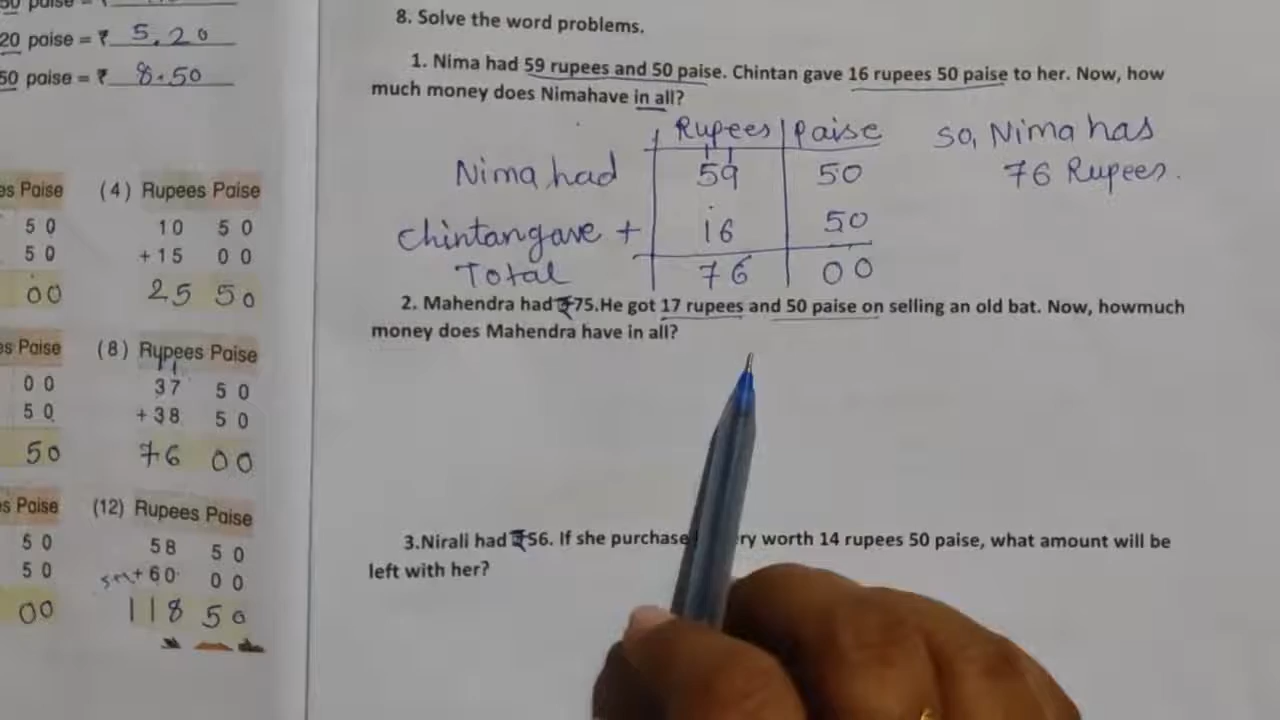 50 paise = ₹
20 paise = ₹ 5.20
50 paise = ₹ 8.50
es Paise
50
50
00
(4) Rupees Paise
10 50
+15 00
25 50
es Paise
00
50
50
(8) Rupees Paise
11
37 50
+38 50
76 00
es Paise
50
50
00
(12) Rupees Paise
58 50
+60 00
118 50
8. Solve the word problems.
1. Nima had 59 rupees and 50 paise. Chintan gave 16 rupees 50 paise to her. Now, how
much money does Nimahave in all?
Rupees Paise
Nima had 59 50
Chintan gave + 16 50
Total 76 00
So, Nima has
76 Rupees.
2. Mahendra had ₹75.He got 17 rupees and 50 paise on selling an old bat. Now, howmuch
money does Mahendra have in all?
3.Nirali had ₹56. If she purchase ry worth 14 rupees 50 paise, what amount will be
left with her?